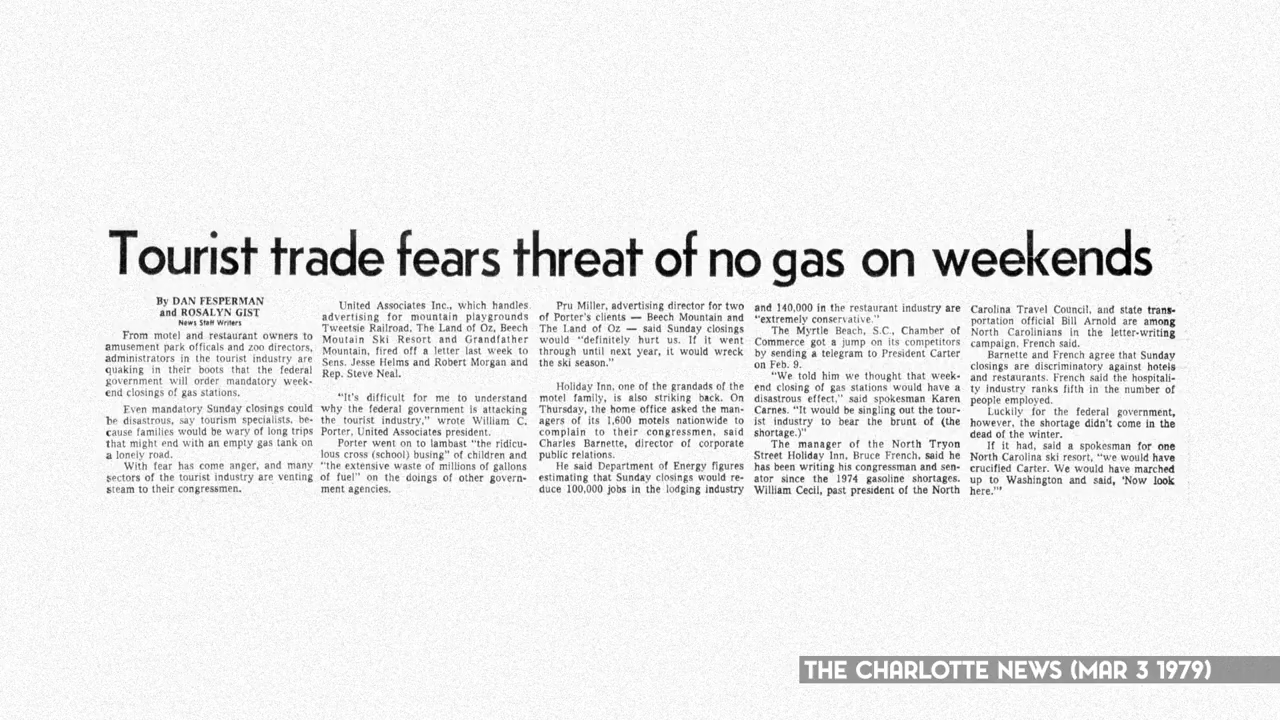 Tourist trade fears threat of no gas on weekends
By DAN FESPERMAN
and ROSALYN GIST
News Staff Writers
From motel and restaurant owners to
amusement park officals and zoo directors,
administrators in the tourist industry are
quaking in their boots that the federal
government will order mandatory week-
end closings of gas stations.
Even mandatory Sunday closings could
be disastrous, say tourism specialists, be-
cause families would be wary of long trips
that might end with an empty gas tank on
a lonely road.
With fear has come anger, and many
sectors of the tourist industry are venting
steam to their congressmen.
United Associates Inc., which handles
advertising for mountain playgrounds
Tweetsie Railroad, The Land of Oz, Beech
Moutain Ski Resort and Grandfather
Mountain, fired off a letter last week to
Sens. Jesse Helms and Robert Morgan and
Rep. Steve Neal.
"It's difficult for me to understand
why the federal government is attacking
the tourist industry," wrote William C.
Porter, United Associates president.
Porter went on to lambast "the ridicu-
lous cross (school) busing" of children and
"the extensive waste of millions of gallons
of fuel" on the doings of other govern-
ment agencies.
Pru Miller, advertising director for two
of Porter's clients — Beech Mountain and
The Land of Oz — said Sunday closings
would "definitely hurt us. If it went
through until next year, it would wreck
the ski season."
Holiday Inn, one of the grandads of the
motel family, is also striking back. On
Thursday, the home office asked the man-
agers of its 1,600 motels nationwide to
complain to their congressmen, said
Charles Barnette, director of corporate
public relations.
He said Department of Energy figures
estimating that Sunday closings would re-
duce 100,000 jobs in the lodging industry
and 140,000 in the restaurant industry are
"extremely conservative."
The Myrtle Beach, S.C., Chamber of
Commerce got a jump on its competitors
by sending a telegram to President Carter
on Feb. 9.
"We told him we thought that week-
end closing of gas stations would have a
disastrous effect," said spokesman Karen
Carnes. "It would be singling out the tour-
ist industry to bear the brunt of (the
shortage.)"
The manager of the North Tryon
Street Holiday Inn, Bruce French, said he
has been writing his congressman and sen-
ator since the 1974 gasoline shortages.
William Cecil, past president of the North
Carolina Travel Council, and state trans-
portation official Bill Arnold are among
North Carolinians in the letter-writing
campaign, French said.
Barnette and French agree that Sunday
closings are discriminatory against hotels
and restaurants. French said the hospitali-
ty industry ranks fifth in the number of
people employed.
Luckily for the federal government,
however, the shortage didn't come in the
dead of the winter.
If it had, said a spokesman for one
North Carolina ski resort, "we would have
crucified Carter. We would have marched
up to Washington and said, 'Now look
here.'"
THE CHARLOTTE NEWS (MAR 3 1979)